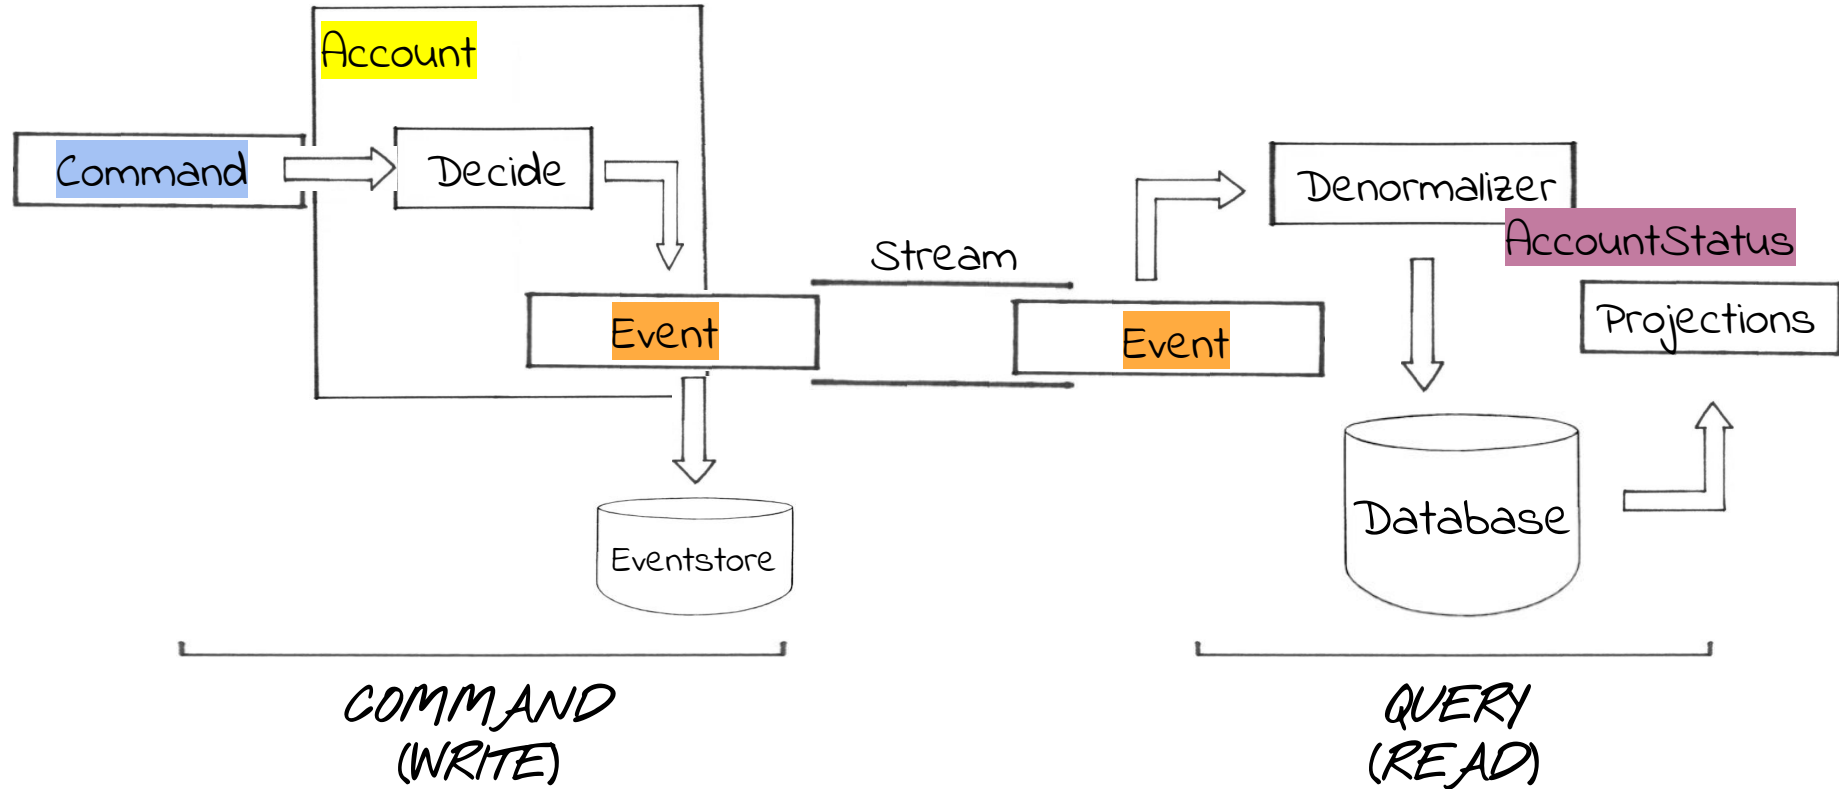 Account
Command
Decide
Denormalizer
AccountStatus
Stream
Event
Event
Projections
Database
Eventstore
COMMAND
(WRITE)
QUERY
(READ)